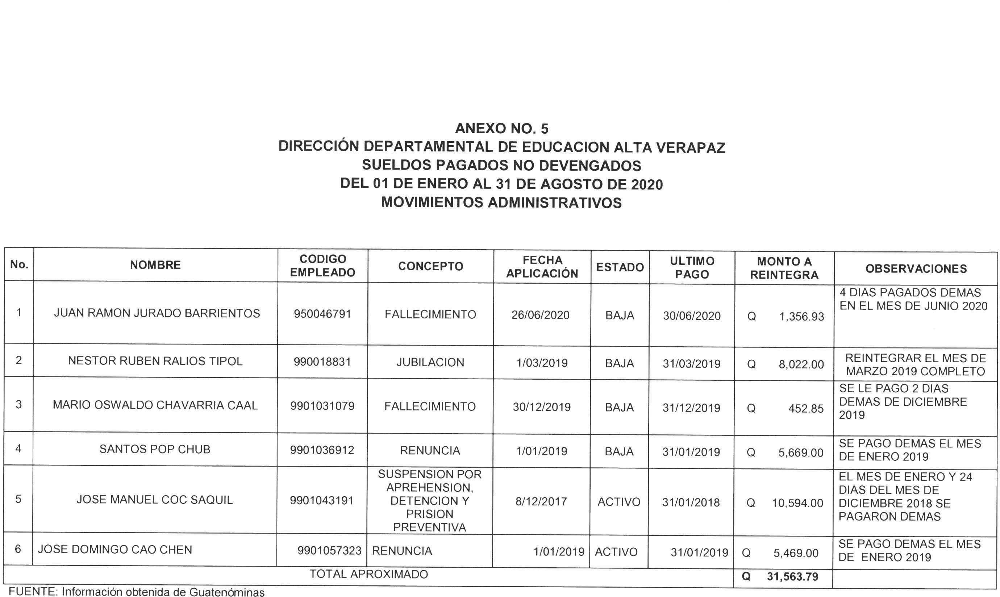 ANEXO NO. 5
DIRECCIÓN DEPARTAMENTAL DE EDUCACION ALTA VERAPAZ
SUELDOS PAGADOS NO DEVENGADOS
DEL 01 DE ENERO AL 31 DE AGOSTO DE 2020
MOVIMIENTOS ADMINISTRATIVOS
No. NOMBRE CODIGO EMPLEADO CONCEPTO FECHA APLICACIÓN ESTADO ULTIMO PAGO MONTO A REINTEGRA OBSERVACIONES
1 JUAN RAMON JURADO BARRIENTOS 950046791 FALLECIMIENTO 26/06/2020 BAJA 30/06/2020 Q 1,356.93 4 DIAS PAGADOS DEMAS
EN EL MES DE JUNIO 2020
2 NESTOR RUBEN RALIOS TIPOL 990018831 JUBILACION 1/03/2019 BAJA 31/03/2019 Q 8,022.00 REINTEGRAR EL MES DE
MARZO 2019 COMPLETO
3 MARIO OSWALDO CHAVARRIA CAAL 9901031079 FALLECIMIENTO 30/12/2019 BAJA 31/12/2019 Q 452.85 SE LE PAGO 2 DIAS
DEMAS DE DICIEMBRE
2019
4 SANTOS POP CHUB 9901036912 RENUNCIA 1/01/2019 BAJA 31/01/2019 Q 5,669.00 SE PAGO DEMAS EL MES
DE ENERO 2019
5 JOSE MANUEL COC SAQUIL 9901043191 SUSPENSION POR
APREHENSION,
DETENCION Y
PRISION
PREVENTIVA 8/12/2017 ACTIVO 31/01/2018 Q 10,594.00 EL MES DE ENERO Y 24
DIAS DEL MES DE
DICIEMBRE 2018 SE
PAGARON DEMAS
6 JOSE DOMINGO CAO CHEN 9901057323 RENUNCIA 1/01/2019 ACTIVO 31/01/2019 Q 5,469.00 SE PAGO DEMAS EL MES
DE ENERO 2019
TOTAL APROXIMADO Q 31,563.79
FUENTE: Información obtenida de Guatenóminas